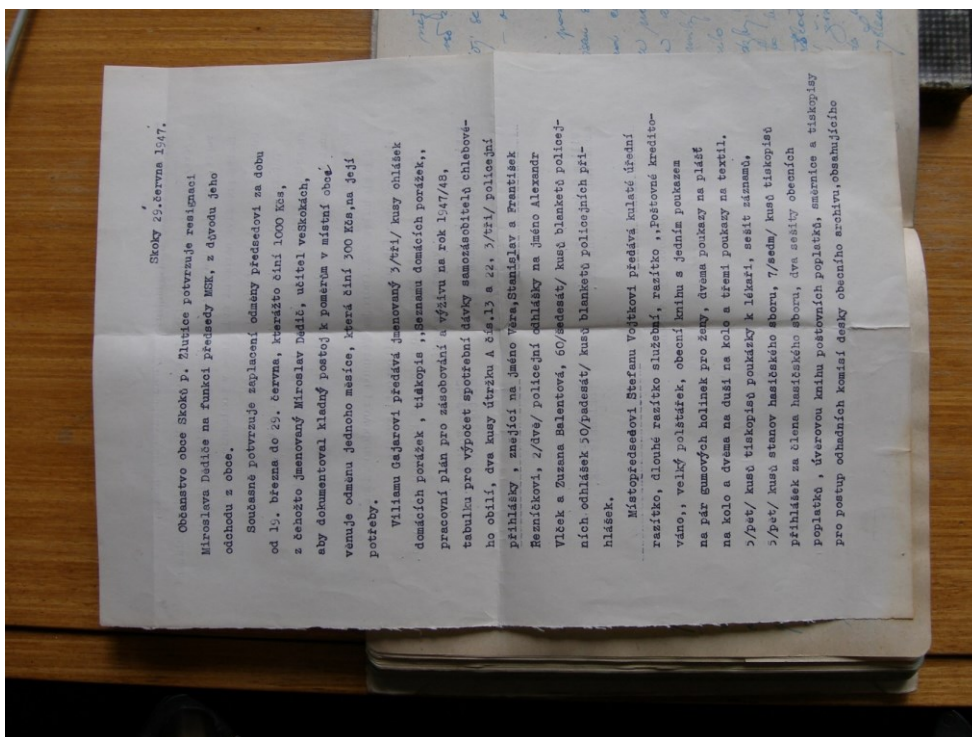 Skoky 29.června 1947.
Občanstvo obce Skoků p. Žlutice potvrzuje resignaci
Miroslava Dědiče na funkci předsedy MSK, z důvodu jeho
odchodu z obce.
Současně potvrzuje zaplacení odměny předsedovi za dobu
od 15. března do 29. června, kterážto činí 1000 Kčs,
z čehožto jmenovaný Miroslav Dědič, učitel veSkokách,
aby dokumentoval kladný postoj k poměrům v místní obce
věnuje odměnu jednoho měsíce, která činí 300 Kčs,na její
potřeby.
Viliamu Gajarovi předává jmenovaný 3/tři/ kusy ohlášek
domácích porážek , tiskopis ,,Seznamu domácích porážek,,
pracovní plán pro zásobování a výživu na rok 1947/48,
tabulku pro výpočet spotřební dávky samozásobitelů chlebové-
ho obilí, dva kusy útržku A čís.13 a 22, 3/tři/ policejní
přihlášky , znějící na jméno Věra,Stanislav a František
Řezníčkovi, 2/dvě/ policejní odhlášky na jméno Alexandr
Vlček a Zuzana Balentová, 60/šedesát/ kusů blanketů policej-
ních odhlášek 50/padesát/ kusů blanketů policejních při-
hlášek.
Místopředsedovi Štefanu Vojtkovi předává kulaté úřední
razítko, dlouhé razítko služební, razítko ,,Poštovné kredito-
váno,, velký polštářek, obecní knihu s jedním poukazem
na pár gumových holinek pro ženy, dvěma poukazy na plášť
na kolo a dvěma na duši na kolo a třemi poukazy na textil,
5/pět/ kusů tiskopisů poukázky k lékaři, sešit záznamů,
5/pět/ kusů stanov hasičského sboru, 7/sedm/ kusů tiskopisů
přihlášek za člena hasičského sboru, dva sešity obecních
poplatků , úvěrovou knihu poštovních poplatků, směrnice a tiskopisy
pro postup odhadních komisí desky obecního archivu,obsahujícího